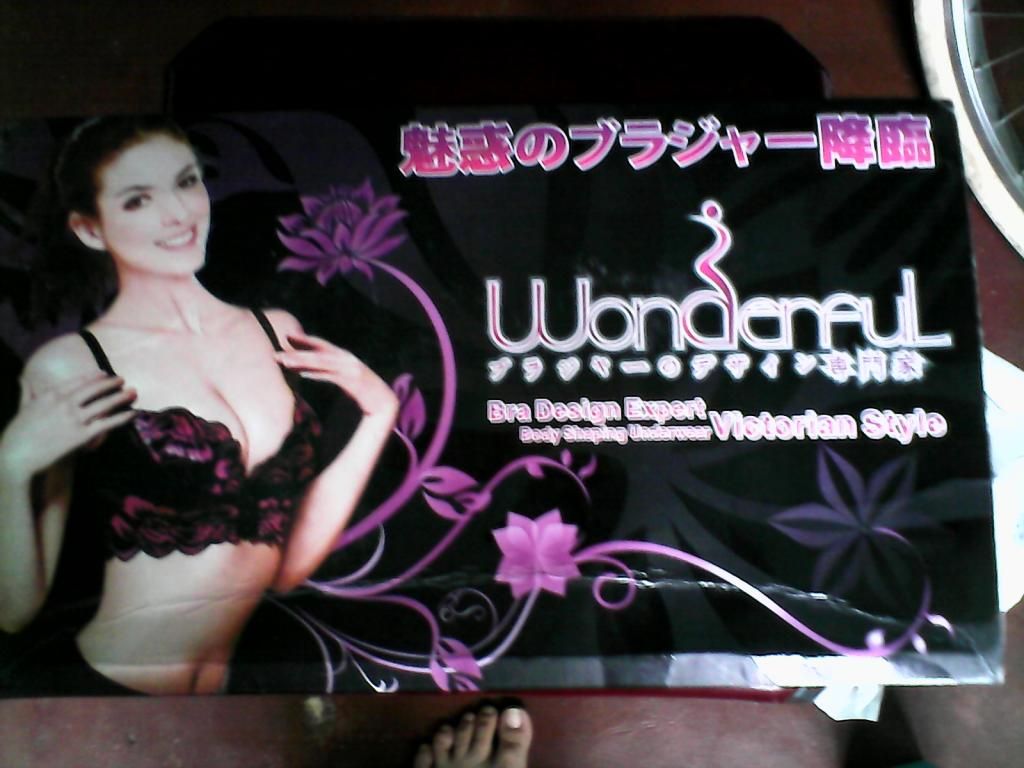 魅惑のブラジャー降臨
Wonderful
ブラジャーのデザイン専門家
Bra Design Expert
Body Shaping Underwear Victorian Style